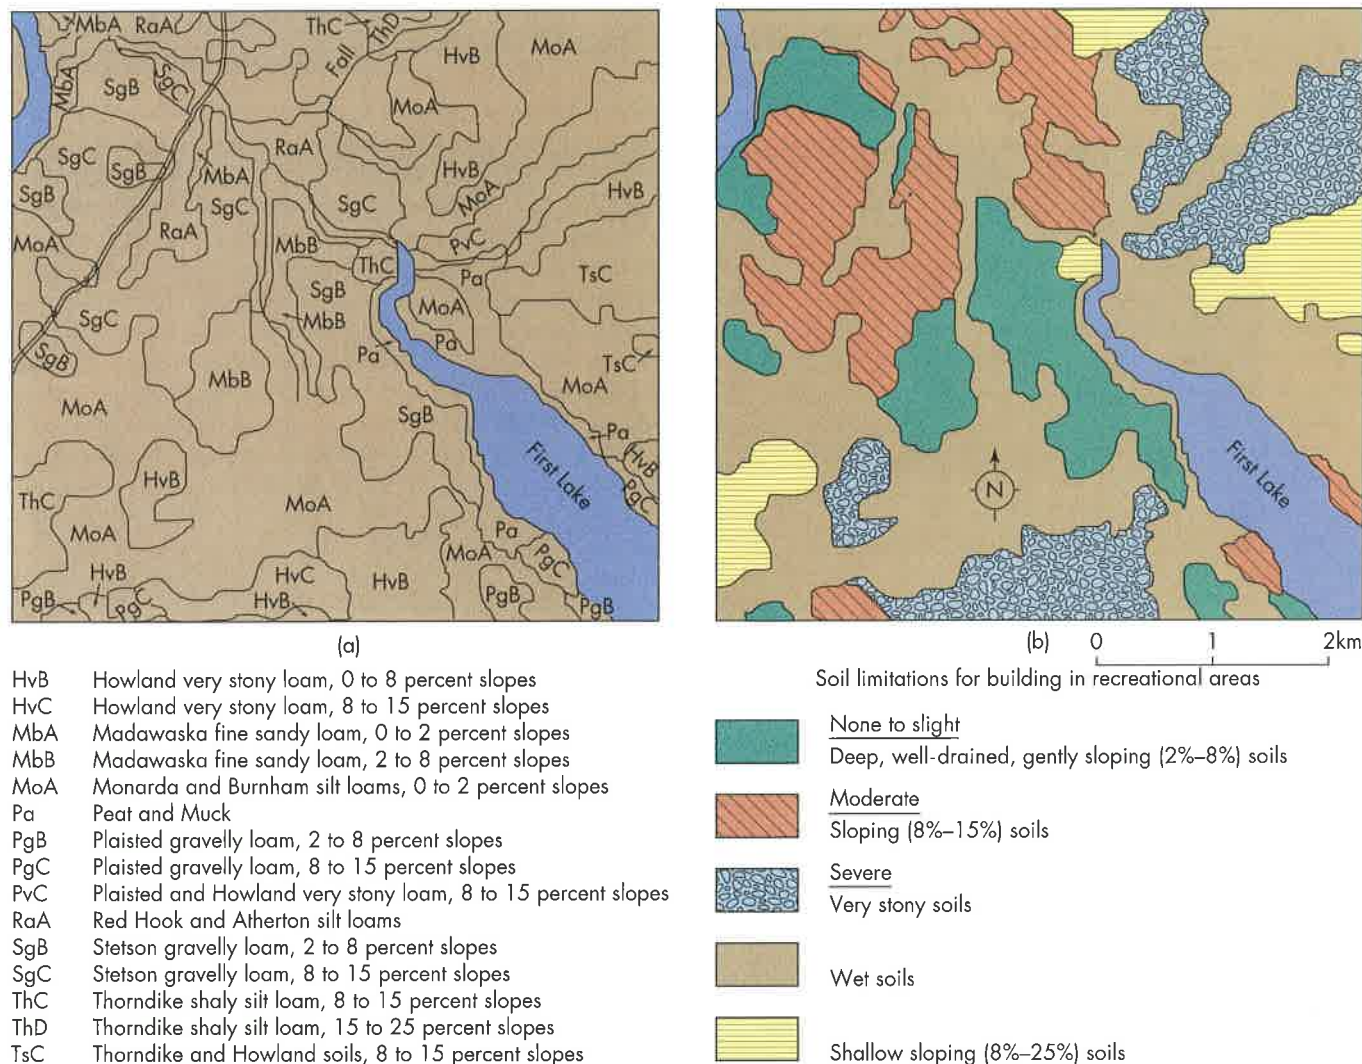 MbA RaA ThC ThD
Fall HvB MoA
MbA SgB SgC MoA
SgC SgB RaA HvB
SgB MbA SgC SgC MoA HvB
RaA
MoA MbB PvC
ThC Pa TsC
SgB MoA
SgC MbB
SgB Pa Pa TsC
MbB MoA
MoA SgB
Pa
HvB HvB
ThC First Lake PgC
MoA
MoA Pa
MoA PgC
HvB HvC HvB
PgB PgC HvB PgB PgB
(a)
First Lake
N
(b) 0 1 2km
HvB Howland very stony loam, 0 to 8 percent slopes
HvC Howland very stony loam, 8 to 15 percent slopes
MbA Madawaska fine sandy loam, 0 to 2 percent slopes
MbB Madawaska fine sandy loam, 2 to 8 percent slopes
MoA Monarda and Burnham silt loams, 0 to 2 percent slopes
Pa Peat and Muck
PgB Plaisted gravelly loam, 2 to 8 percent slopes
PgC Plaisted gravelly loam, 8 to 15 percent slopes
PvC Plaisted and Howland very stony loam, 8 to 15 percent slopes
RaA Red Hook and Atherton silt loams
SgB Stetson gravelly loam, 2 to 8 percent slopes
SgC Stetson gravelly loam, 8 to 15 percent slopes
ThC Thorndike shaly silt loam, 8 to 15 percent slopes
ThD Thorndike shaly silt loam, 15 to 25 percent slopes
TsC Thorndike and Howland soils, 8 to 15 percent slopes
Soil limitations for building in recreational areas
None to slight
Deep, well-drained, gently sloping (2%–8%) soils
Moderate
Sloping (8%–15%) soils
Severe
Very stony soils
Wet soils
Shallow sloping (8%–25%) soils